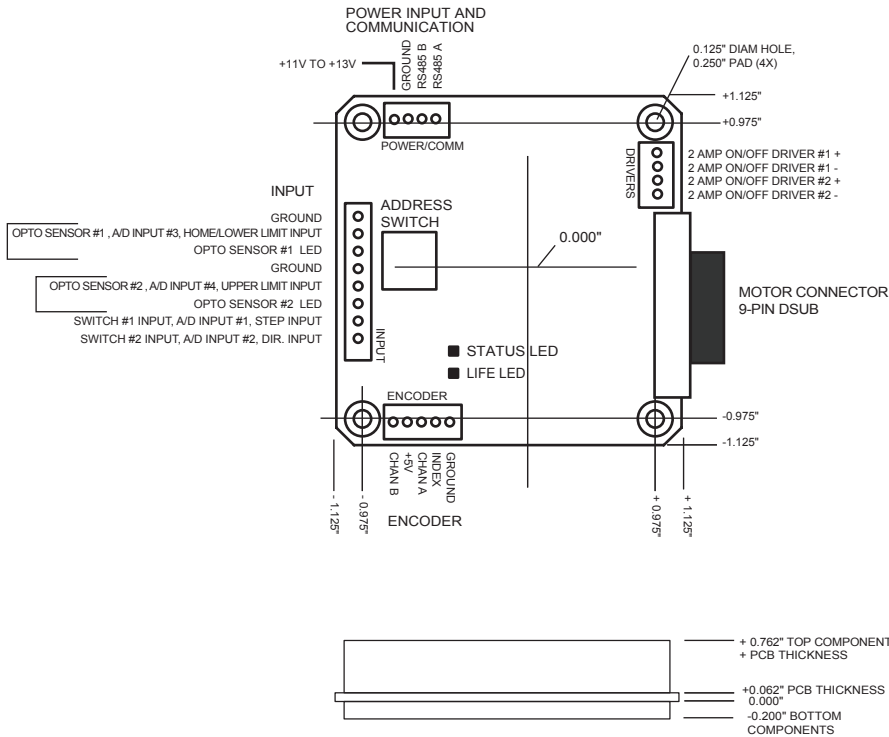 POWER INPUT AND
COMMUNICATION
+11V TO +13V
GROUND
RS485 B
RS485 A
0.125" DIAM HOLE,
0.250" PAD (4X)
+1.125"
+0.975"
POWER/COMM
DRIVERS
2 AMP ON/OFF DRIVER #1 +
2 AMP ON/OFF DRIVER #1 -
2 AMP ON/OFF DRIVER #2 +
2 AMP ON/OFF DRIVER #2 -
INPUT
GROUND
OPTO SENSOR #1 , A/D INPUT #3, HOME/LOWER LIMIT INPUT
OPTO SENSOR #1 LED
GROUND
OPTO SENSOR #2 , A/D INPUT #4, UPPER LIMIT INPUT
OPTO SENSOR #2 LED
SWITCH #1 INPUT, A/D INPUT #1, STEP INPUT
SWITCH #2 INPUT, A/D INPUT #2, DIR. INPUT
ADDRESS
SWITCH
0.000"
MOTOR CONNECTOR
9-PIN DSUB
INPUT
STATUS LED
LIFE LED
ENCODER
-0.975"
-1.125"
CHAN B
+5V
CHAN A
INDEX
GROUND
ENCODER
- 1.125"
- 0.975"
+ 0.975"
+ 1.125"
+ 0.762" TOP COMPONENT
+ PCB THICKNESS
+0.062" PCB THICKNESS
0.000"
-0.200" BOTTOM
COMPONENTS